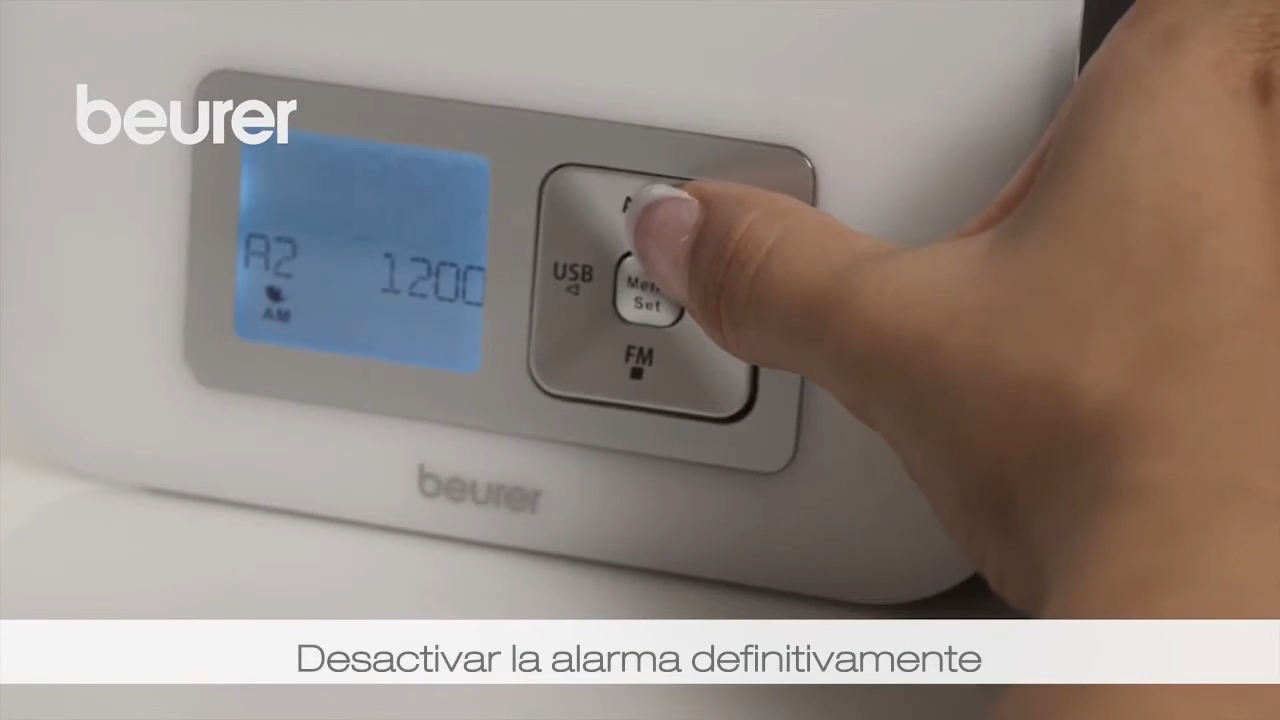 beurer
A2 1200
AM
USB
Set
FM
beurer
Desactivar la alarma definitivamente